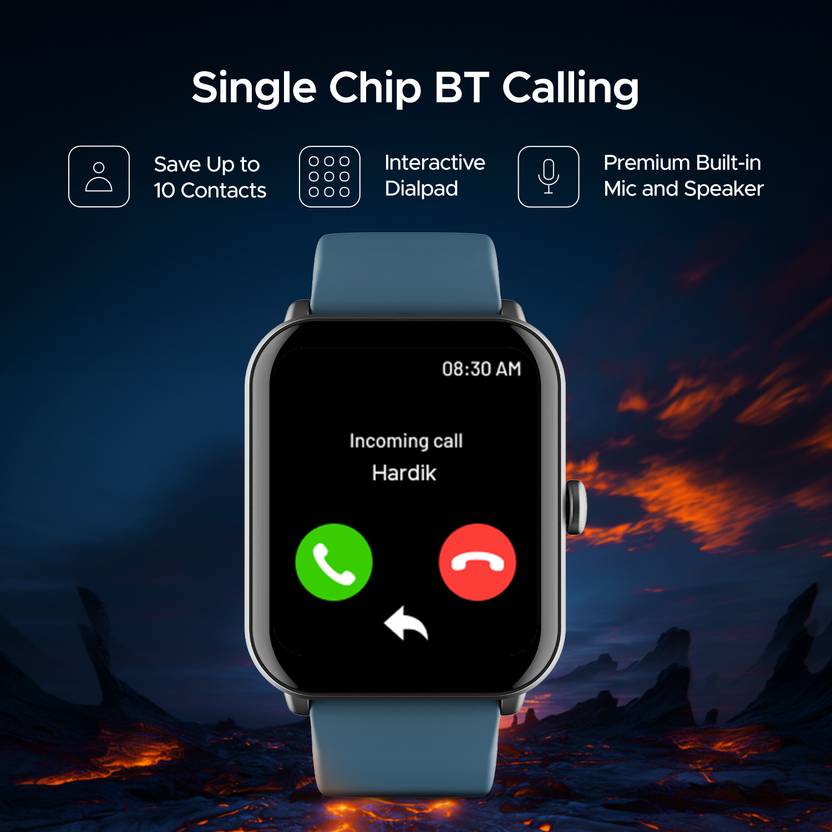 Single Chip BT Calling
Save Up to
10 Contacts
Interactive
Dialpad
Premium Built-in
Mic and Speaker
08:30 AM
Incoming call
Hardik